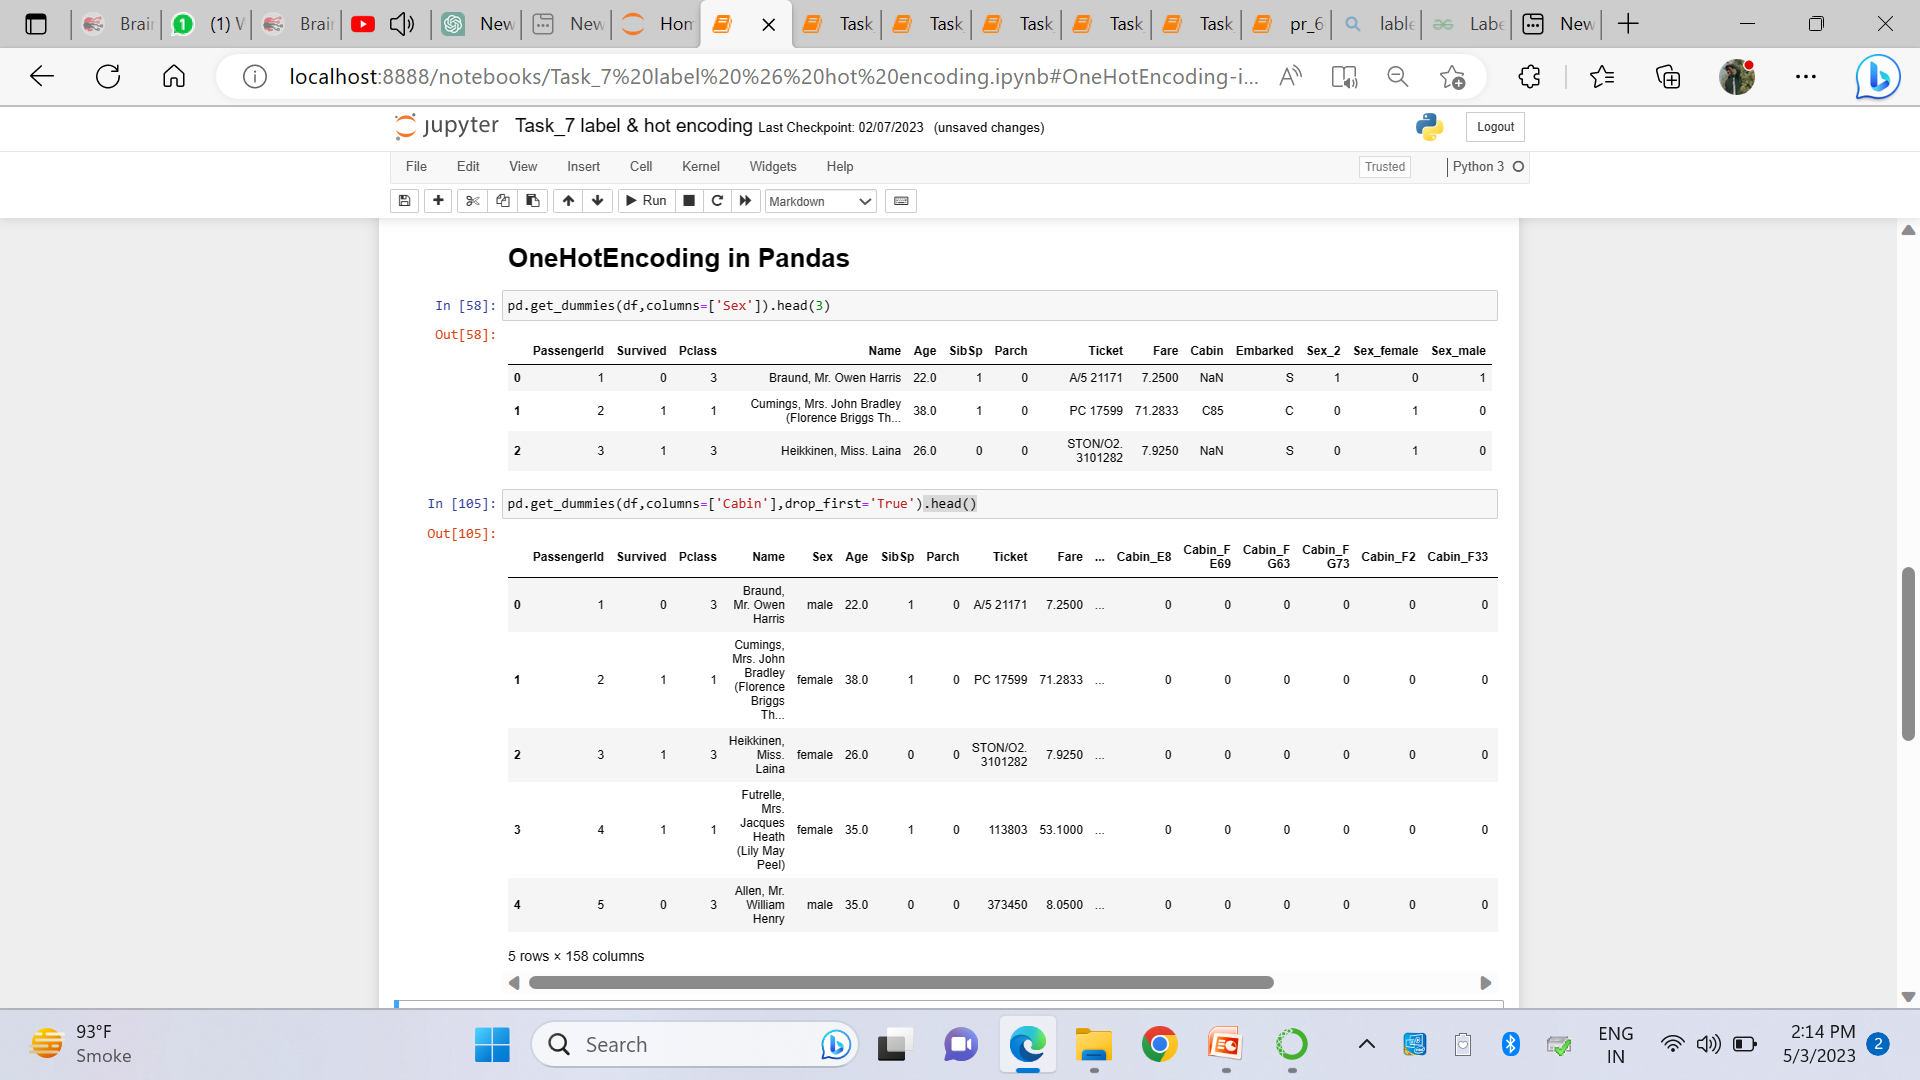 Brain
(1) W
Brain
New
New
Hom
Task
Task
Task
Task
Task
pr_6
lable
Labe
New
localhost:8888/notebooks/Task_7%20label%20%26%20hot%20encoding.ipynb#OneHotEncoding-i...
jupyter Task_7 label & hot encoding Last Checkpoint: 02/07/2023 (unsaved changes)
Logout
File Edit View Insert Cell Kernel Widgets Help
Trusted
Python 3
Run
Markdown
OneHotEncoding in Pandas
In [58]: pd.get_dummies(df,columns=['Sex']).head(3)
Out[58]:
PassengerId Survived Pclass Name Age SibSp Parch Ticket Fare Cabin Embarked Sex_2 Sex_female Sex_male
0 1 0 3 Braund, Mr. Owen Harris 22.0 1 0 A/5 21171 7.2500 NaN S 1 0 1
Cumings, Mrs. John Bradley
1 2 1 1 (Florence Briggs Th... 38.0 1 0 PC 17599 71.2833 C85 C 0 1 0
STON/O2.
2 3 1 3 Heikkinen, Miss. Laina 26.0 0 0 3101282 7.9250 NaN S 0 1 0
In [105]: pd.get_dummies(df,columns=['Cabin'],drop_first='True').head()
Out[105]:
PassengerId Survived Pclass Name Sex Age SibSp Parch Ticket Fare ... Cabin_E8 Cabin_F E69 Cabin_F G63 Cabin_F G73 Cabin_F2 Cabin_F33
Braund,
0 1 0 3 Mr. Owen male 22.0 1 0 A/5 21171 7.2500 ... 0 0 0 0 0 0
Harris
Cumings,
Mrs. John
Bradley
1 2 1 1 (Florence female 38.0 1 0 PC 17599 71.2833 ... 0 0 0 0 0 0
Briggs
Th...
Heikkinen,
2 3 1 3 Miss. female 26.0 0 0 STON/O2. 3101282 7.9250 ... 0 0 0 0 0 0
Laina
Futrelle,
Mrs.
Jacques
3 4 1 1 Heath female 35.0 1 0 113803 53.1000 ... 0 0 0 0 0 0
(Lily May
Peel)
Allen, Mr.
4 5 0 3 William male 35.0 0 0 373450 8.0500 ... 0 0 0 0 0 0
Henry
5 rows × 158 columns
93°F
Smoke
Search
ENG
IN
2:14 PM
5/3/2023
2